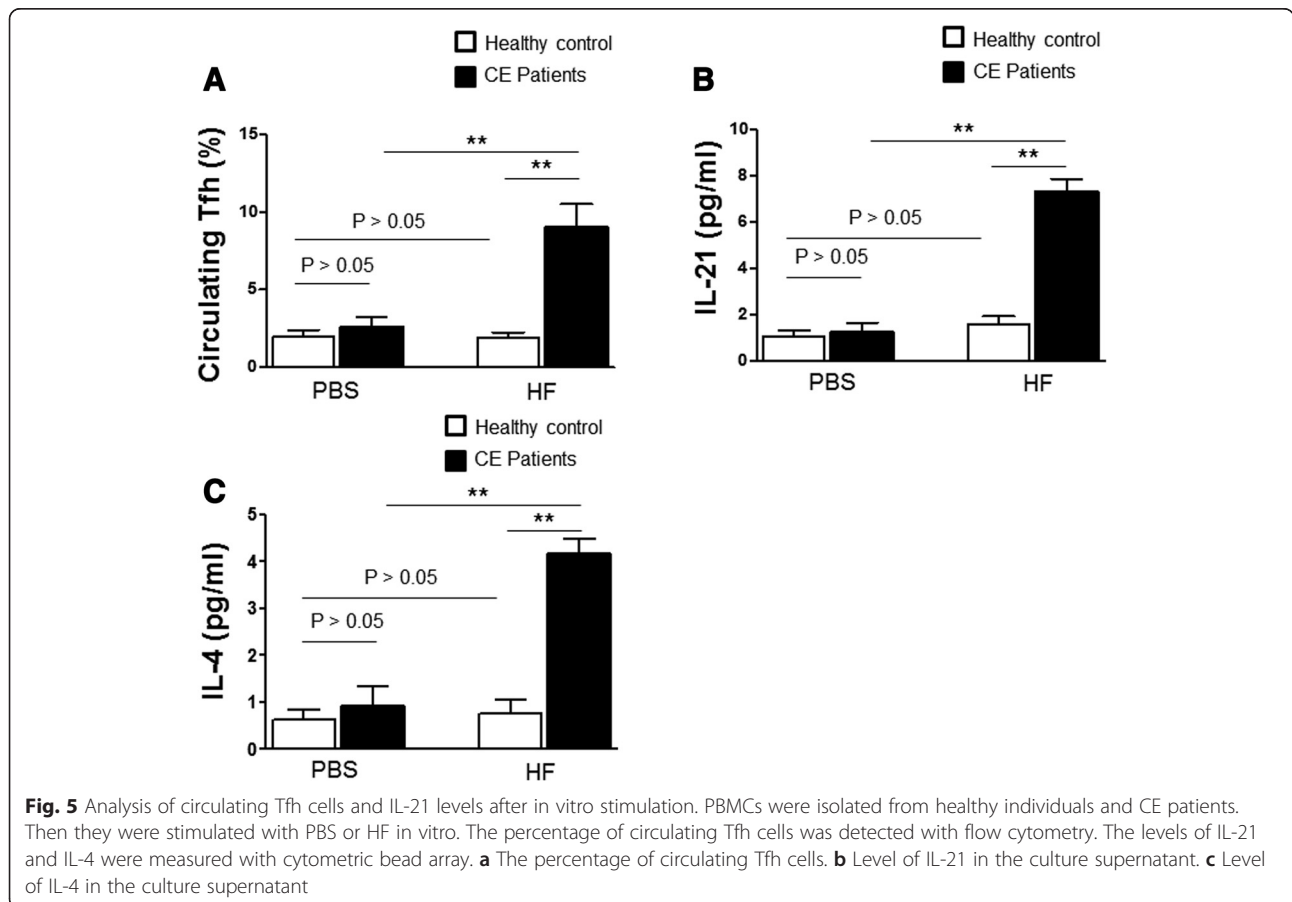 Healthy control
CE Patients
A
Circulating Tfh (%)
15
10
5
0
**
**
P > 0.05
P > 0.05
PBS
HF
Healthy control
CE Patients
B
IL-21 (pg/ml)
10
8
6
4
2
0
**
**
P > 0.05
P > 0.05
PBS
HF
Healthy control
CE Patients
C
IL-4 (pg/ml)
5
4
3
2
1
0
**
**
P > 0.05
P > 0.05
PBS
HF
Fig. 5 Analysis of circulating Tfh cells and IL-21 levels after in vitro stimulation. PBMCs were isolated from healthy individuals and CE patients.
Then they were stimulated with PBS or HF in vitro. The percentage of circulating Tfh cells was detected with flow cytometry. The levels of IL-21
and IL-4 were measured with cytometric bead array. a The percentage of circulating Tfh cells. b Level of IL-21 in the culture supernatant. c Level
of IL-4 in the culture supernatant